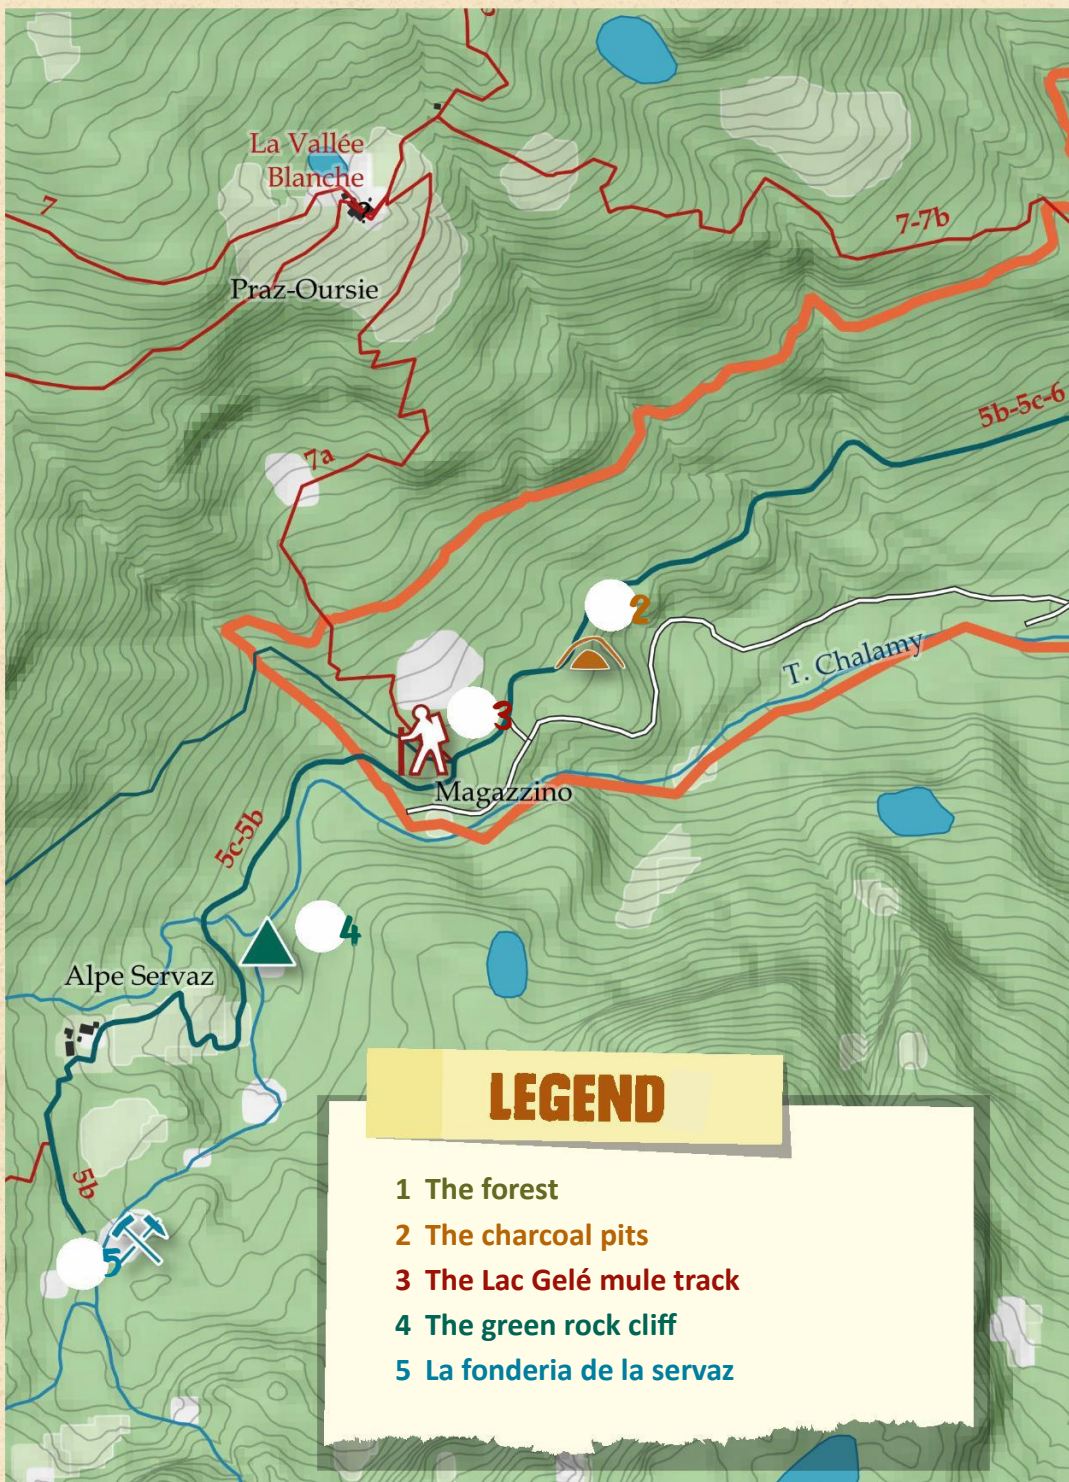 La Vallée
Blanche
7
7-7b
Praz-Oursie
5b-5c-6
7a
2
T. Chalamy
3
Magazzino
5c-5b
4
Alpe Servaz
5b
5
LEGEND
1 The forest
2 The charcoal pits
3 The Lac Gelé mule track
4 The green rock cliff
5 La fonderia de la servaz